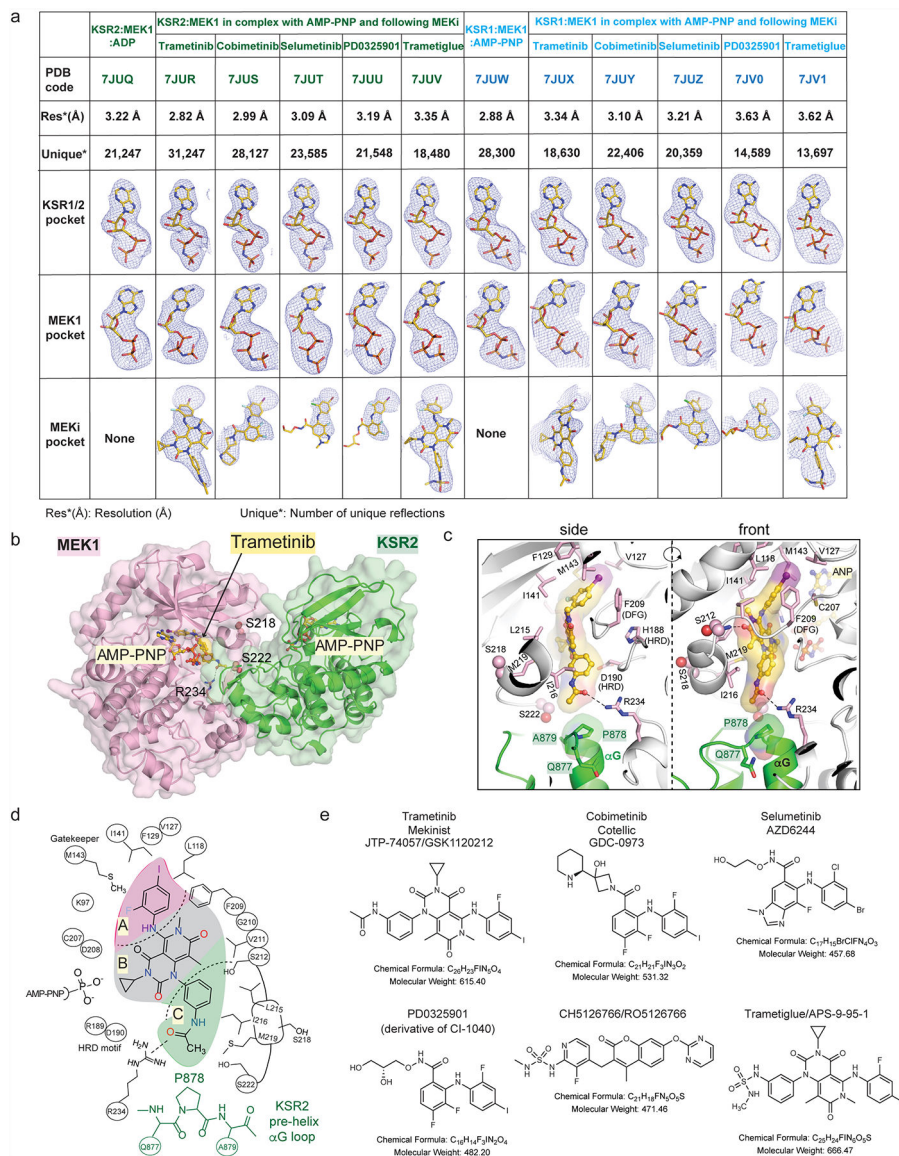 a
KSR2:MEK1 :ADP
KSR2:MEK1 in complex with AMP-PNP and following MEKi
KSR1:MEK1 :AMP-PNP
KSR1:MEK1 in complex with AMP-PNP and following MEKi
Trametinib Cobimetinib Selumetinib PD0325901 Trametiglue Trametinib Cobimetinib Selumetinib PD0325901 Trametiglue
PDB code 7JUQ 7JUR 7JUS 7JUT 7JUU 7JUV 7JUW 7JUX 7JUY 7JUZ 7JV0 7JV1
Res*(Å) 3.22 Å 2.82 Å 2.99 Å 3.09 Å 3.19 Å 3.35 Å 2.88 Å 3.34 Å 3.10 Å 3.21 Å 3.63 Å 3.62 Å
Unique* 21,247 31,247 28,127 23,585 21,548 18,480 28,300 18,630 22,406 20,359 14,589 13,697
KSR1/2 pocket
MEK1 pocket
MEKi pocket None None
Res*(Å): Resolution (Å) Unique*: Number of unique reflections
b
MEK1
Trametinib
KSR2
S218
AMP-PNP
AMP-PNP
S222
R234
c
side
F129
M143
V127
I141
F209
(DFG)
L215
H188
(HRD)
S218
M219
I216
D190
(HRD)
S222
R234
A879
P878
αG
Q877
front
L118
M143
V127
I141
ANP
C207
S212
F209
(DFG)
M219
S218
I216
P878
R234
Q877
αG
d
Gatekeeper
I141
F129
V127
M143
L118
CH3
I
K97
F
A
F209
HN
N
G210
C207
O
V211
D208
B
O
S212
HO
N
N
O
AMP-PNP
P
O-
O-
O
C
L215
R189
D190
NH
I216
HRD motif
O
CH3
M219
S218
NH2
HN
NH
HO
S222
P878
R234
KSR2
pre-helix
αG loop
Q877
A879
e
Trametinib
Mekinist
JTP-74057/GSK1120212
Chemical Formula: C26H23FIN5O4
Molecular Weight: 615.40
Cobimetinib
Cotellic
GDC-0973
Chemical Formula: C21H21F3IN3O2
Molecular Weight: 531.32
Selumetinib
AZD6244
Chemical Formula: C17H15BrClFN4O3
Molecular Weight: 457.68
PD0325901
(derivative of CI-1040)
Chemical Formula: C16H14F3IN2O4
Molecular Weight: 482.20
CH5126766/RO5126766
Chemical Formula: C21H18FN5O5S
Molecular Weight: 471.46
Trametiglue/APS-9-95-1
Chemical Formula: C25H24FIN6O5S
Molecular Weight: 666.47